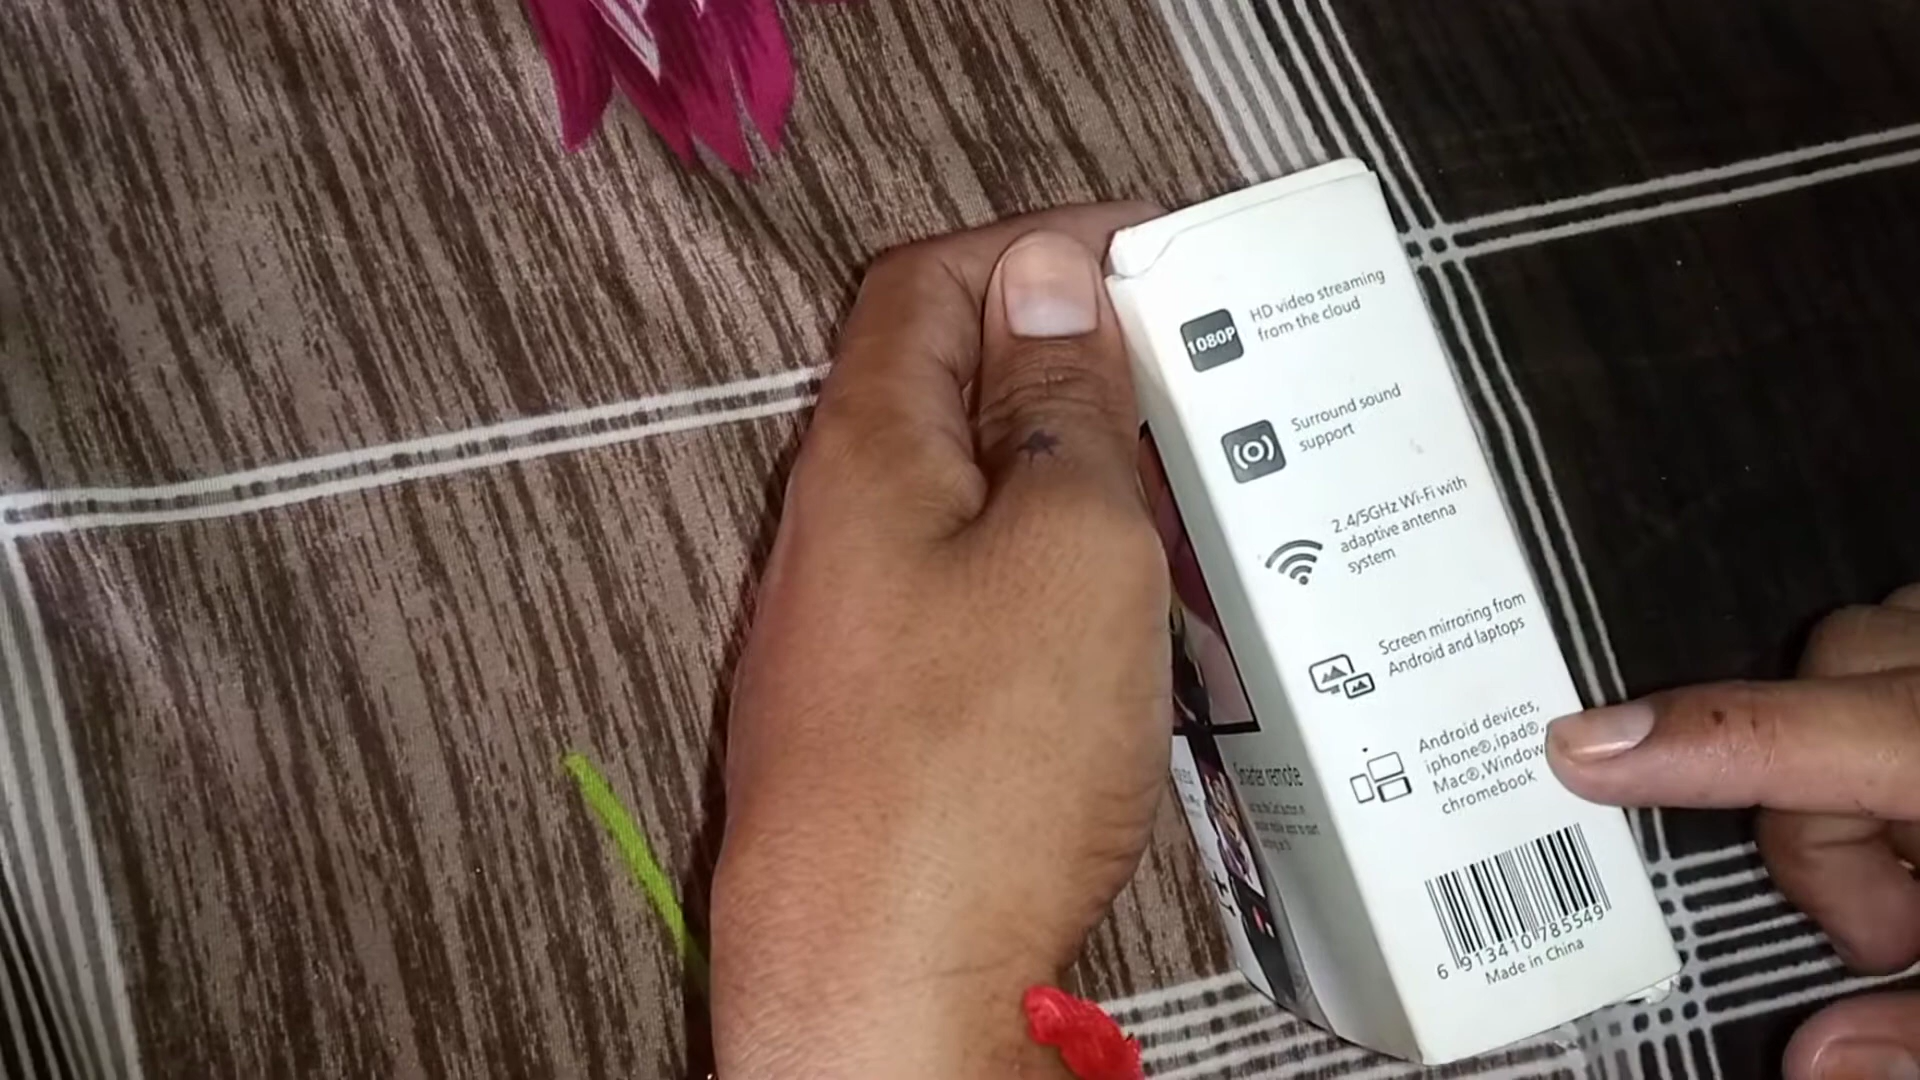 1080P
HD video streaming
from the cloud
Surround sound
support
2.4/5GHz Wi-Fi with
adaptive antenna
system
Screen mirroring from
Android and laptops
Android devices,
iphone®,ipad®,
Mac®,Window
chromebook
6 913410 785549
Made in China
Smarter remote